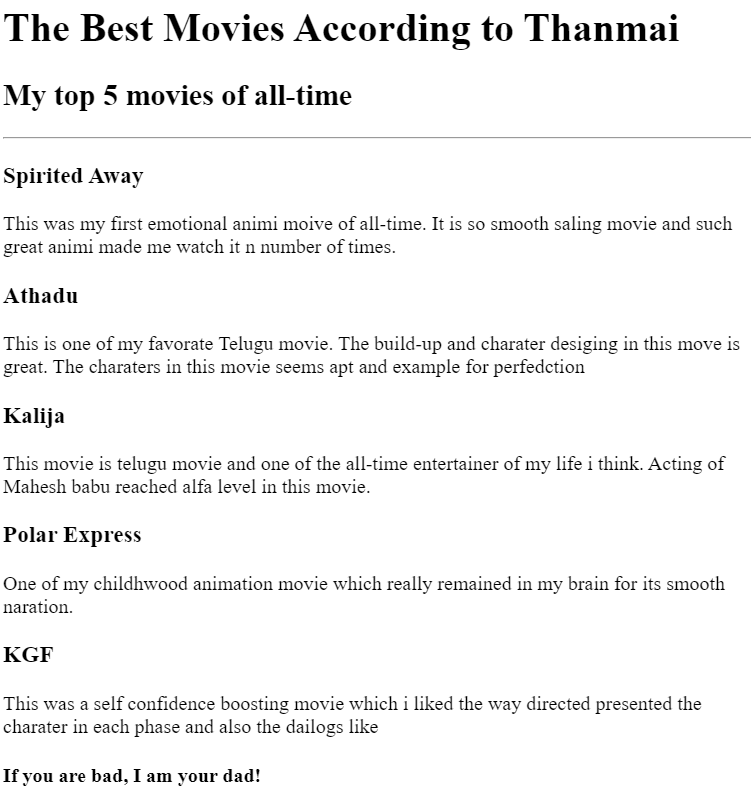 The Best Movies According to Thanmai
My top 5 movies of all-time
Spirited Away
This was my first emotional animi moive of all-time. It is so smooth saling movie and such
great animi made me watch it n number of times.
Athadu
This is one of my favorate Telugu movie. The build-up and charater desiging in this move is
great. The charaters in this movie seems apt and example for perfedction
Kalija
This movie is telugu movie and one of the all-time entertainer of my life i think. Acting of
Mahesh babu reached alfa level in this movie.
Polar Express
One of my childhwood animation movie which really remained in my brain for its smooth
naration.
KGF
This was a self confidence boosting movie which i liked the way directed presented the
charater in each phase and also the dailogs like
If you are bad, I am your dad!